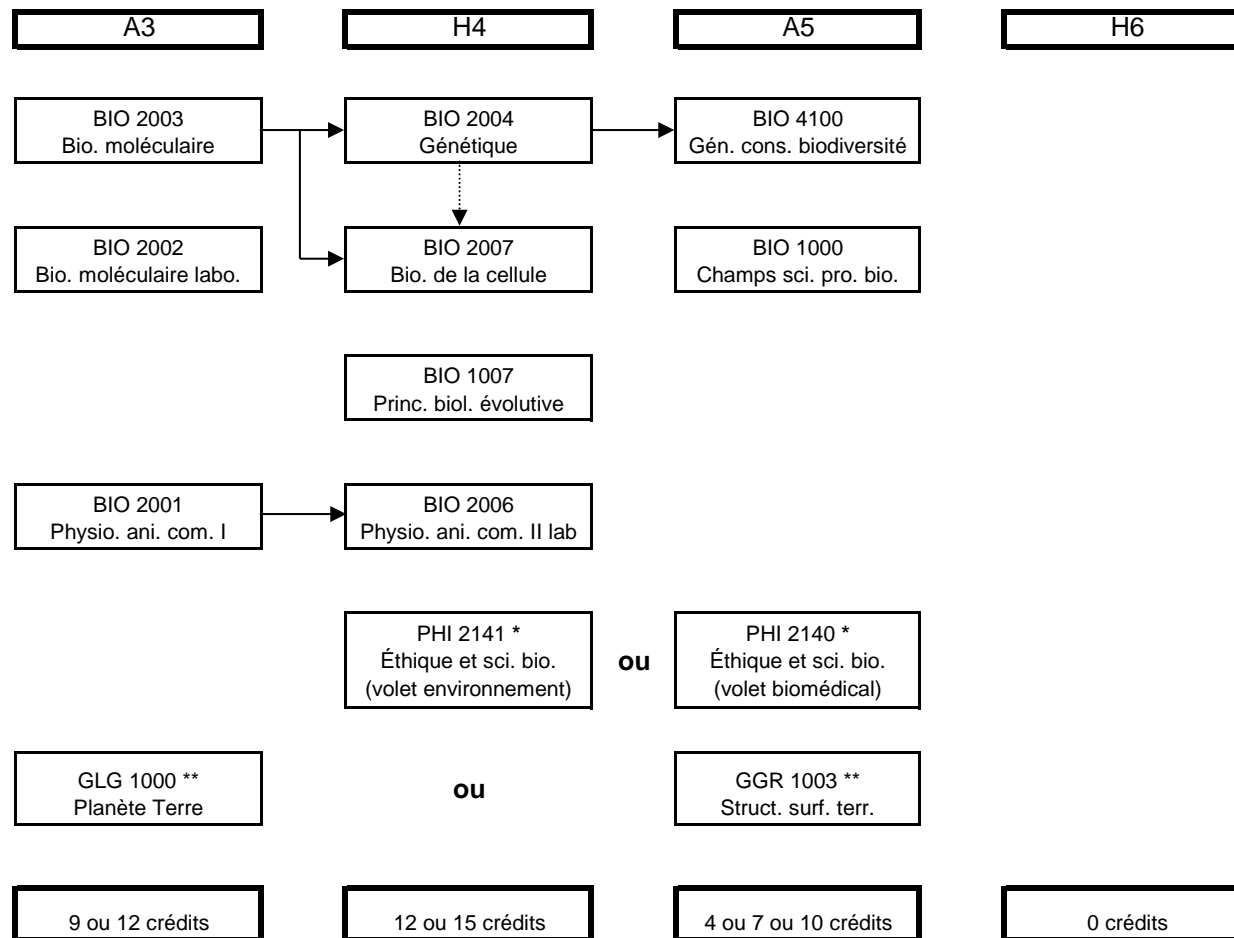 A3
H4
A5
H6
BIO 2003
Bio. moléculaire
BIO 2004
Génétique
BIO 4100
Gén. cons. biodiversité
BIO 2002
Bio. moléculaire labo.
BIO 2007
Bio. de la cellule
BIO 1000
Champs sci. pro. bio.
BIO 1007
Princ. biol. évolutive
BIO 2001
Physio. ani. com. I
BIO 2006
Physio. ani. com. II lab
PHI 2141 *
Éthique et sci. bio.
(volet environnement)
ou
PHI 2140 *
Éthique et sci. bio.
(volet biomédical)
GLG 1000 **
Planète Terre
ou
GGR 1003 **
Struct. surf. terr.
9 ou 12 crédits
12 ou 15 crédits
4 ou 7 ou 10 crédits
0 crédits